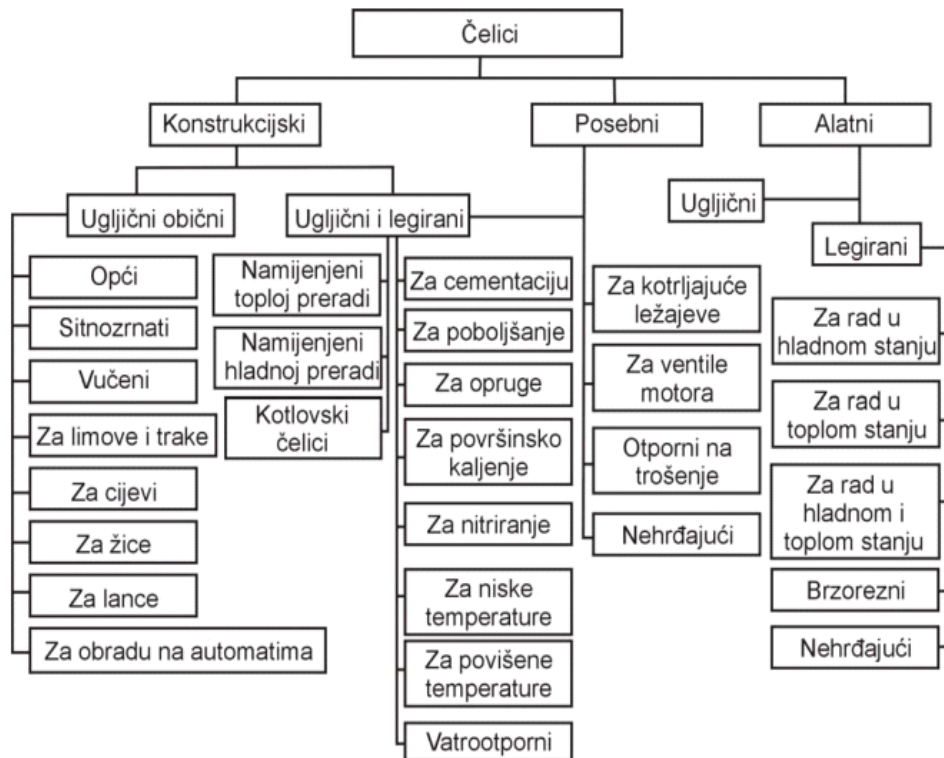 Čelici
Konstrukcijski
Posebni
Alatni
Ugljični obični
Ugljični i legirani
Ugljični
Legirani
Opći
Sitnozrnati
Vučeni
Za limove i trake
Za cijevi
Za žice
Za lance
Za obradu na automatima
Namijenjeni
toploj preradi
Namijenjeni
hladnoj preradi
Kotlovski
čelici
Za cementaciju
Za poboljšanje
Za opruge
Za površinsko
kaljenje
Za nitriranje
Za niske
temperature
Za povišene
temperature
Vatrootporni
Za kotrljajuće
ležajeve
Za ventile
motora
Otporni na
trošenje
Nehrđajući
Za rad u
hladnom stanju
Za rad u
toplom stanju
Za rad u
hladnom i
toplom stanju
Brzorezni
Nehrđajući